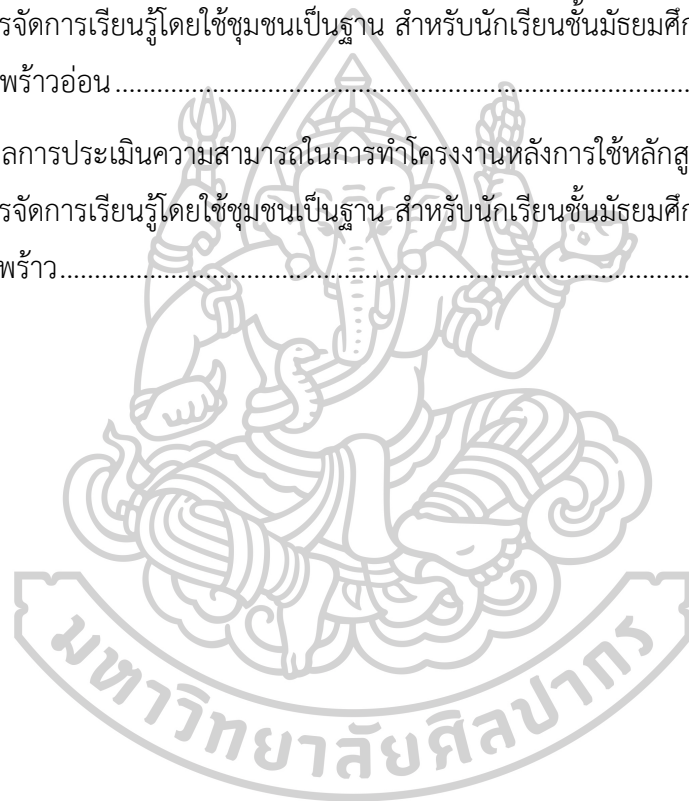 รจัดการเรียนรู้โดยใช้ชุมชนเป็นฐาน สำหรับนักเรียนชั้นมัธยมศึก
พร้าวอ่อน................................................................................
ลการประเมินความสามารถในการทำโครงงานหลังการใช้หลักสู
รจัดการเรียนรู้โดยใช้ชุมชนเป็นฐาน สำหรับนักเรียนชั้นมัธยมศึก
พร้าว........................................................................................
มหาวิทยาลัยศิลปากร